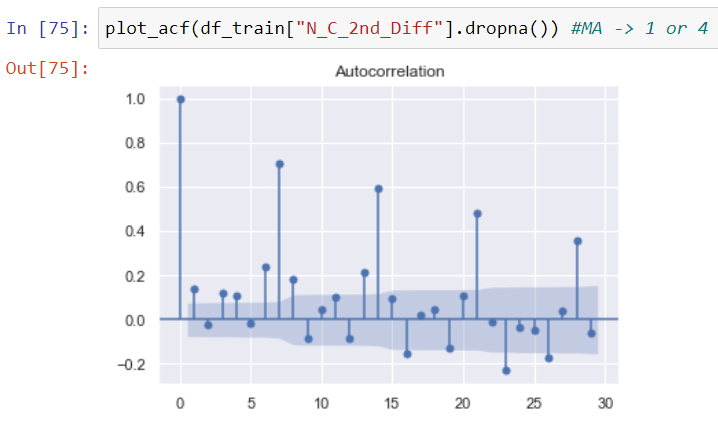 In [75]: plot_acf(df_train["N_C_2nd_Diff"].dropna()) #MA -> 1 or 4
Out[75]:
Autocorrelation
1.0
0.8
0.6
0.4
0.2
0.0
−0.2
0 5 10 15 20 25 30